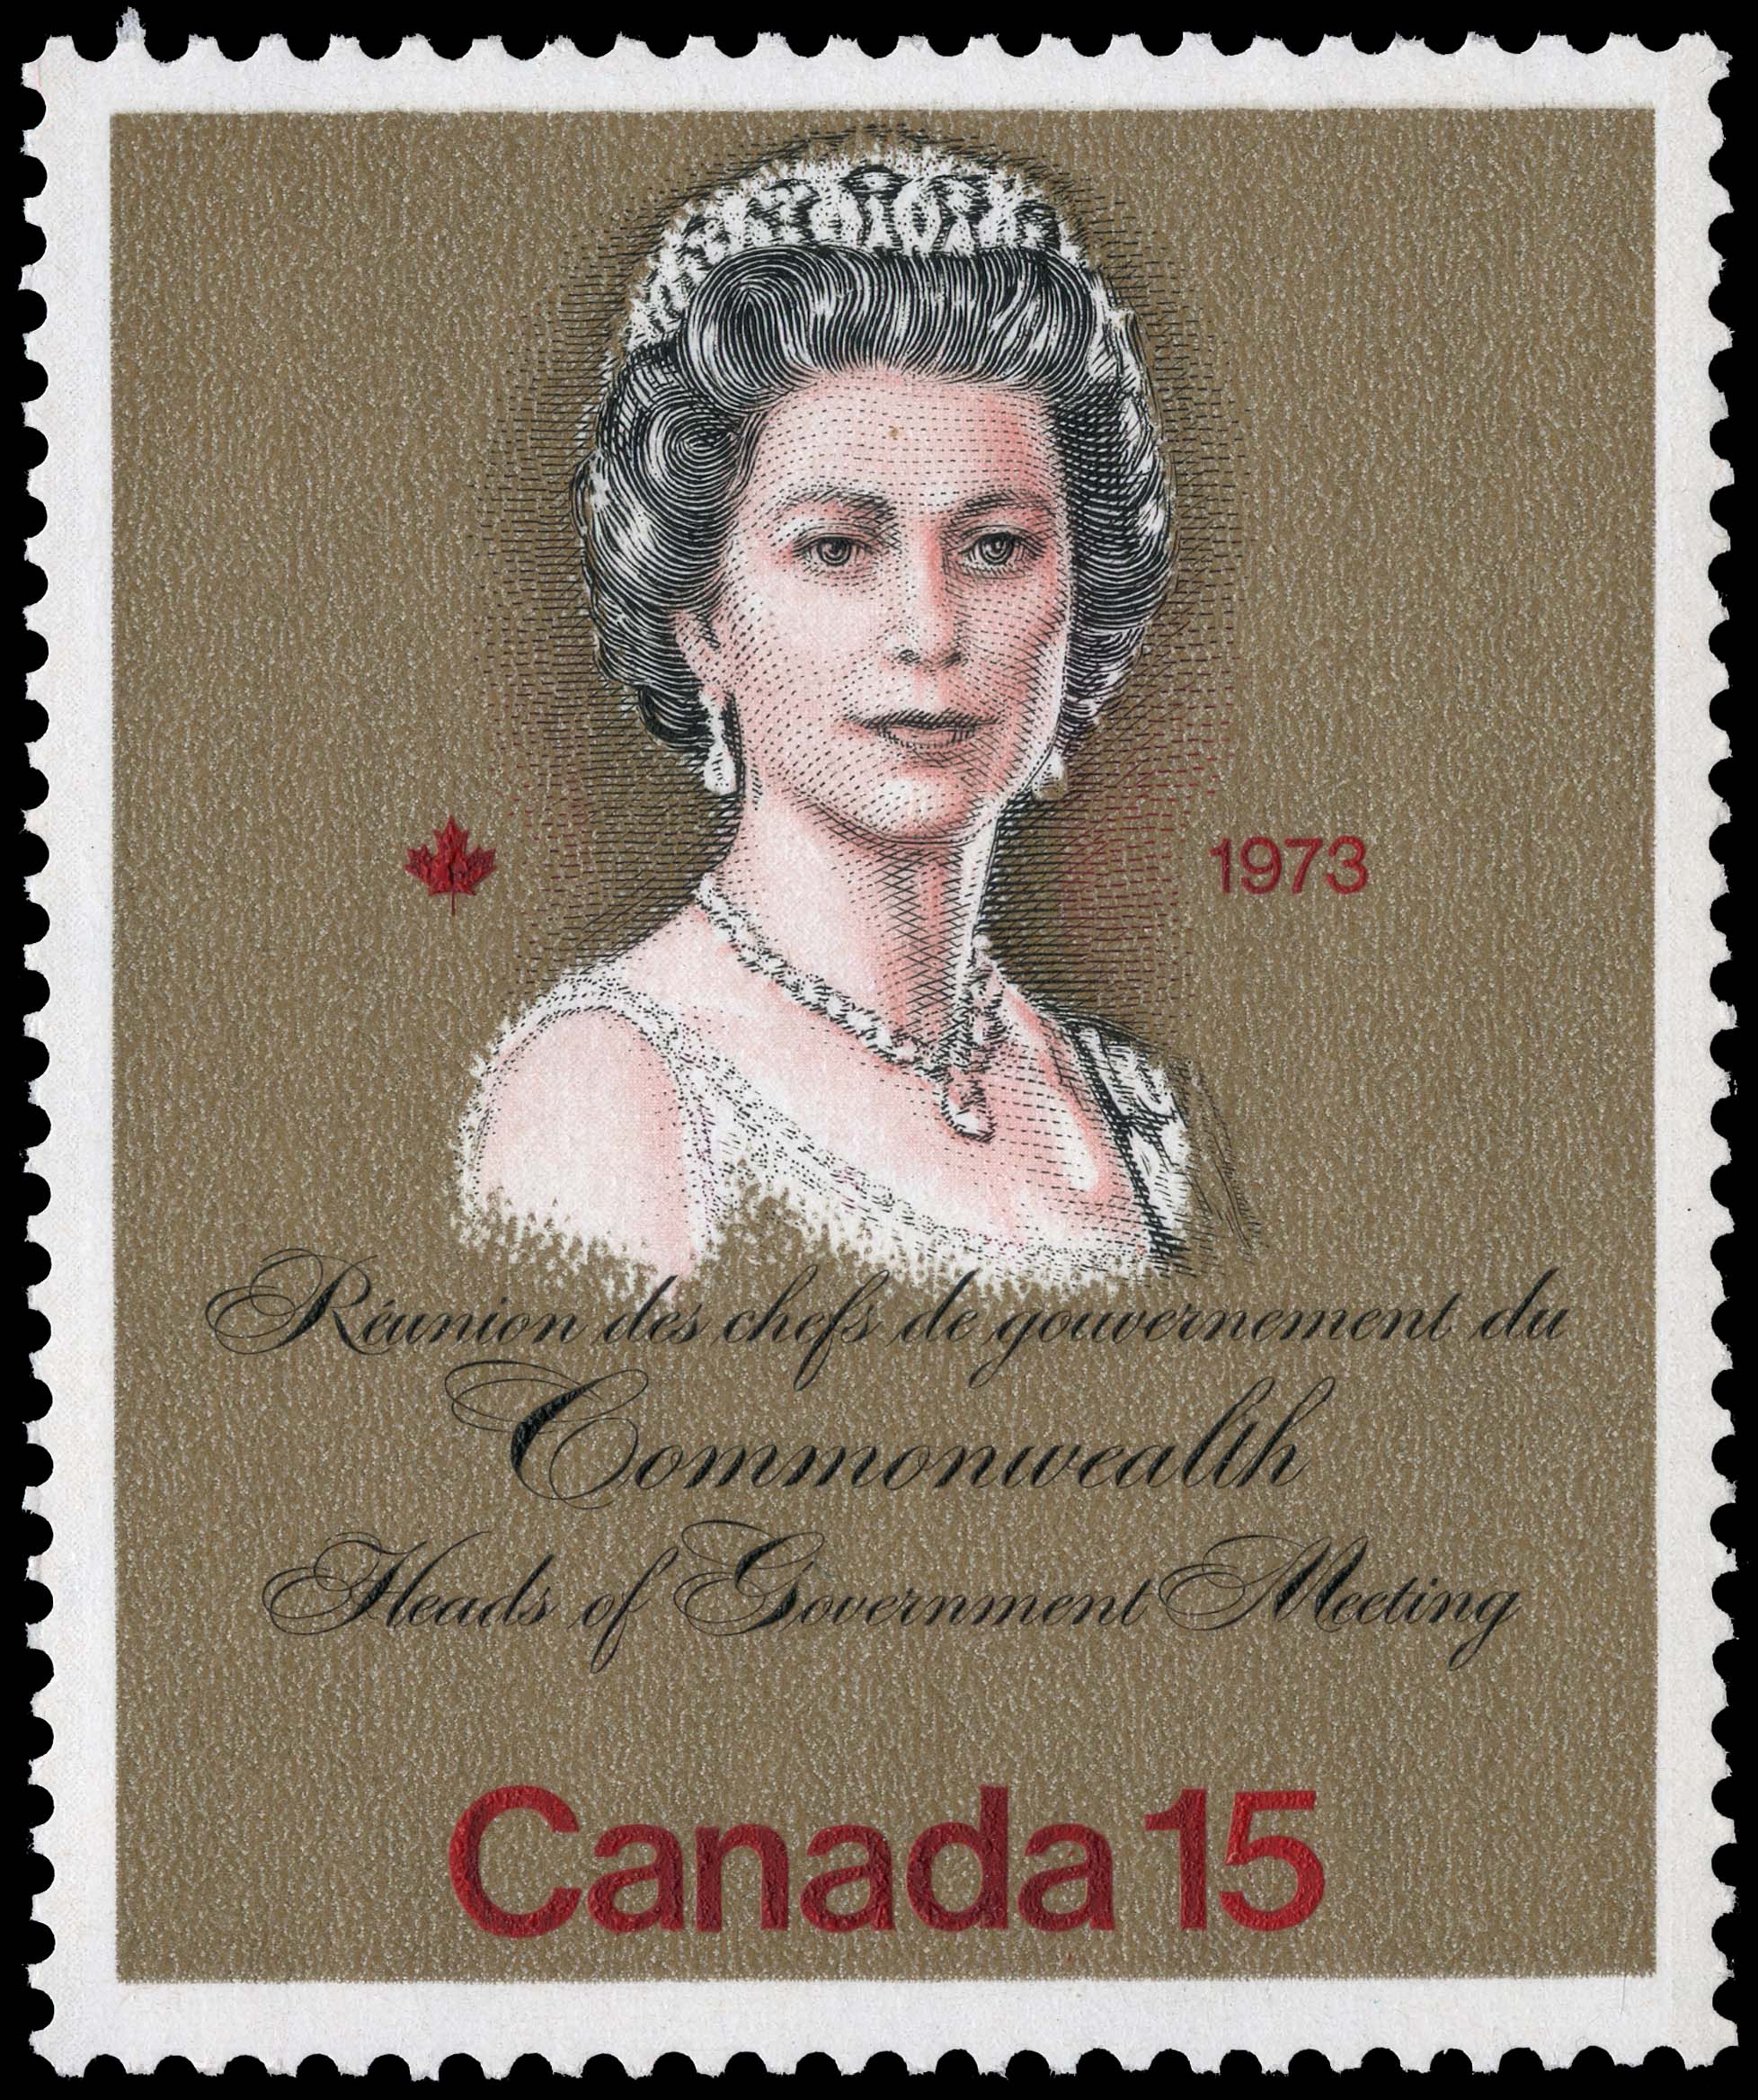 1973
Réunion des chefs de gouvernement du
Commonwealth
Heads of Government Meeting
Canada 15